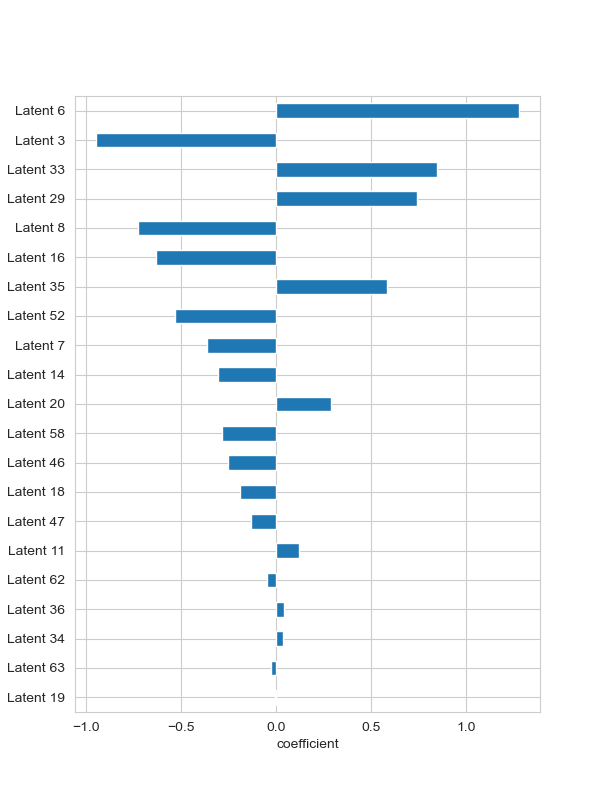 Latent 6
Latent 3
Latent 33
Latent 29
Latent 8
Latent 16
Latent 35
Latent 52
Latent 7
Latent 14
Latent 20
Latent 58
Latent 46
Latent 18
Latent 47
Latent 11
Latent 62
Latent 36
Latent 34
Latent 63
Latent 19
−1.0 −0.5 0.0 0.5 1.0
coefficient